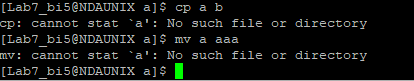 [Lab7_bi5@NDAUNIX a]$ cp a b
cp: cannot stat `a': No such file or directory
[Lab7_bi5@NDAUNIX a]$ mv a aaa
mv: cannot stat `a': No such file or directory
[Lab7_bi5@NDAUNIX a]$